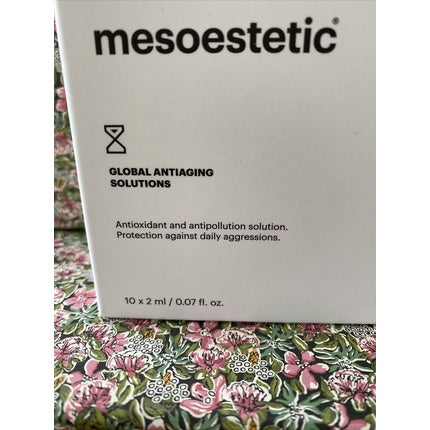 mesoestetic®
GLOBAL ANTIAGING
SOLUTIONS
Antioxidant and antipollution solution.
Protection against daily aggressions.
10 x 2 ml / 0.07 fl. oz.